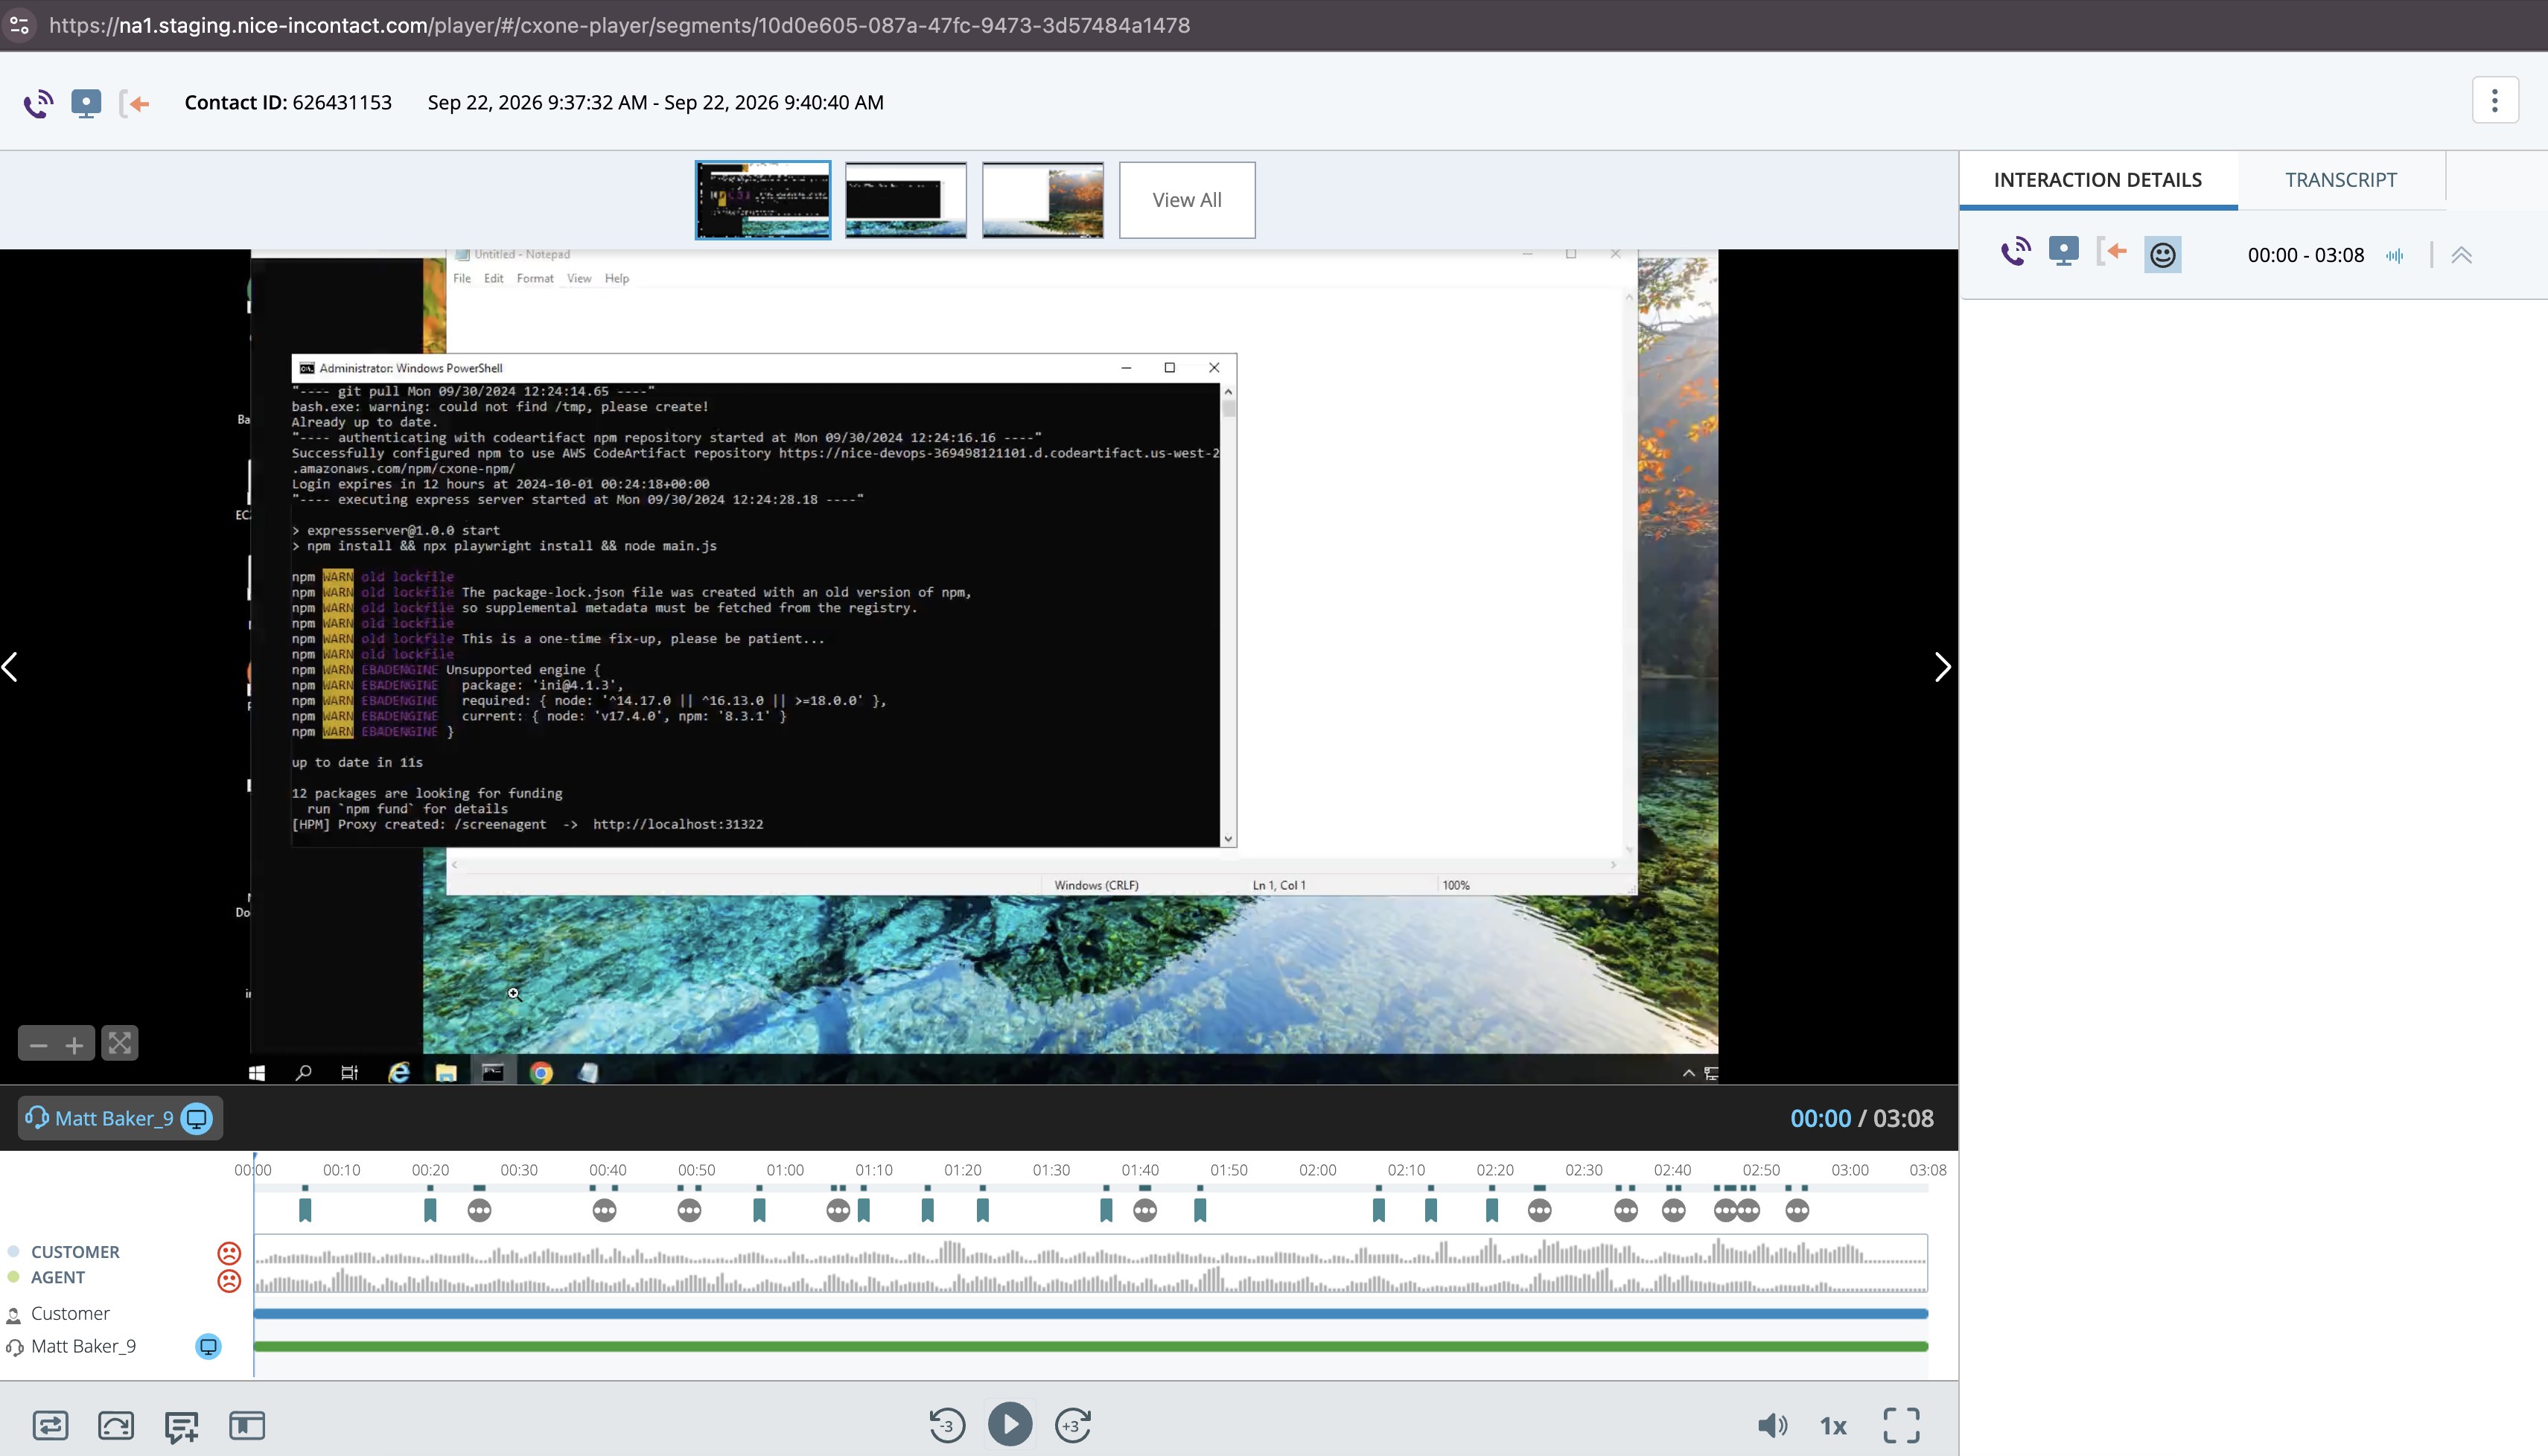 https://na1.staging.nice-incontact.com/player/#/cxone-player/segments/10d0e605-087a-47fc-9473-3d57484a1478
Contact ID: 626431153 Sep 22, 2026 9:37:32 AM - Sep 22, 2026 9:40:40 AM
View All
INTERACTION DETAILS
TRANSCRIPT
00:00 - 03:08
Untitled - Notepad
File Edit Format View Help
Administrator: Windows PowerShell
"---- git pull Mon 09/30/2024 12:24:14.65 ----"
bash.exe: warning: could not find /tmp, please create!
Already up to date.
"---- authenticating with codeartifact npm repository started at Mon 09/30/2024 12:24:16.16 ----"
Successfully configured npm to use AWS CodeArtifact repository https://nice-devops-369498121101.d.codeartifact.us-west-2
.amazonaws.com/npm/cxone-npm/
Login expires in 12 hours at 2024-10-01 00:24:18+00:00
"---- executing express server started at Mon 09/30/2024 12:24:28.18 ----"
> expressserver@1.0.0 start
> npm install && npx playwright install && node main.js
npm WARN old lockfile
npm WARN old lockfile The package-lock.json file was created with an old version of npm,
npm WARN old lockfile so supplemental metadata must be fetched from the registry.
npm WARN old lockfile
npm WARN old lockfile This is a one-time fix-up, please be patient...
npm WARN old lockfile
npm WARN EBADENGINE Unsupported engine {
npm WARN EBADENGINE package: 'ini@4.1.3',
npm WARN EBADENGINE required: { node: '^14.17.0 || ^16.13.0 || >=18.0.0' },
npm WARN EBADENGINE current: { node: 'v17.4.0', npm: '8.3.1' }
npm WARN EBADENGINE }
up to date in 11s
12 packages are looking for funding
run `npm fund` for details
[HPM] Proxy created: /screenagent -> http://localhost:31322
Ba
EC
Do
Windows (CRLF) Ln 1, Col 1 100%
Matt Baker_9
00:00 / 03:08
00:00 00:10 00:20 00:30 00:40 00:50 01:00 01:10 01:20 01:30 01:40 01:50 02:00 02:10 02:20 02:30 02:40 02:50 03:00 03:08
CUSTOMER
AGENT
Customer
Matt Baker_9
-3
+3
1x